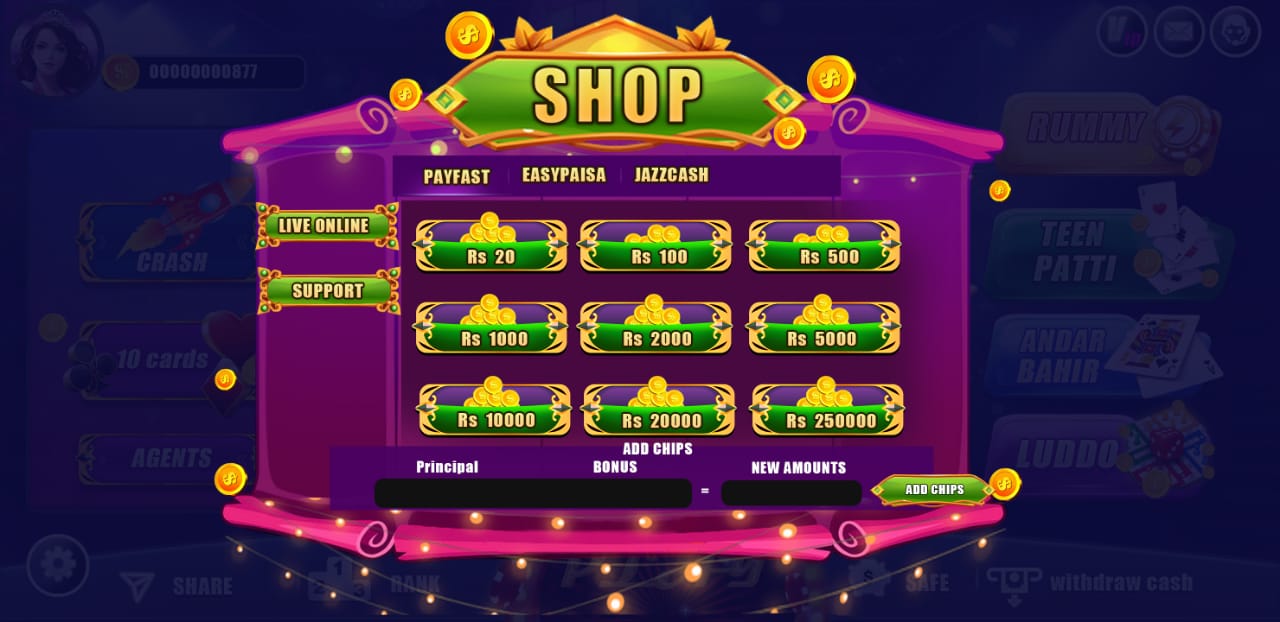 00000000877
SHOP
PAYFAST
EASYPAISA
JAZZCASH
LIVE ONLINE
SUPPORT
Rs 20
Rs 100
Rs 500
Rs 1000
Rs 2000
Rs 5000
Rs 10000
Rs 20000
Rs 250000
ADD CHIPS
Principal
BONUS
NEW AMOUNTS
=
ADD CHIPS
CRASH
10 cards
AGENTS
RUMMY
TEEN
PATTI
ANDAR
BAHIR
LUDDO
SHARE
RANK
SAFE
withdraw cash